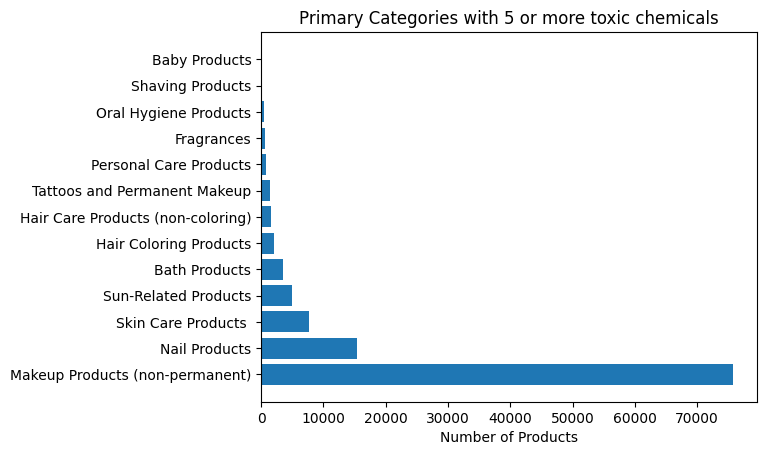 Primary Categories with 5 or more toxic chemicals
Baby Products
Shaving Products
Oral Hygiene Products
Fragrances
Personal Care Products
Tattoos and Permanent Makeup
Hair Care Products (non-coloring)
Hair Coloring Products
Bath Products
Sun-Related Products
Skin Care Products
Nail Products
Makeup Products (non-permanent)
0 10000 20000 30000 40000 50000 60000 70000
Number of Products